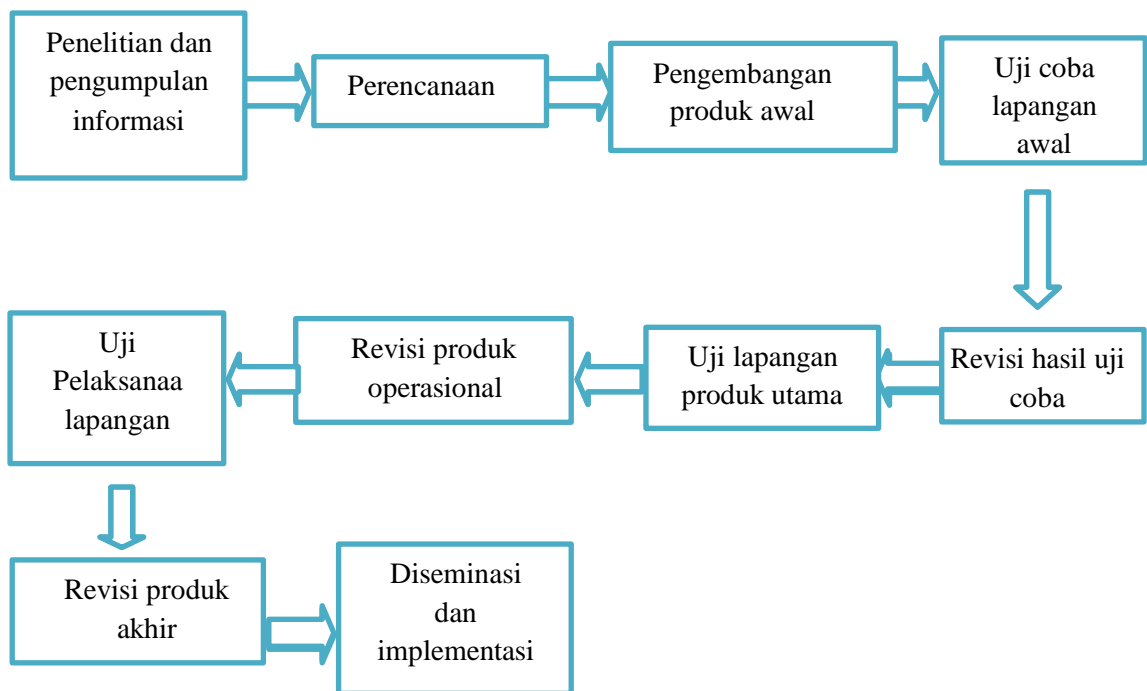 Penelitian dan
pengumpulan
informasi
Perencanaan
Pengembangan
produk awal
Uji coba
lapangan
awal
Revisi hasil uji
coba
Uji lapangan
produk utama
Revisi produk
operasional
Uji
Pelaksanaa
lapangan
Revisi produk
akhir
Diseminasi
dan
implementasi